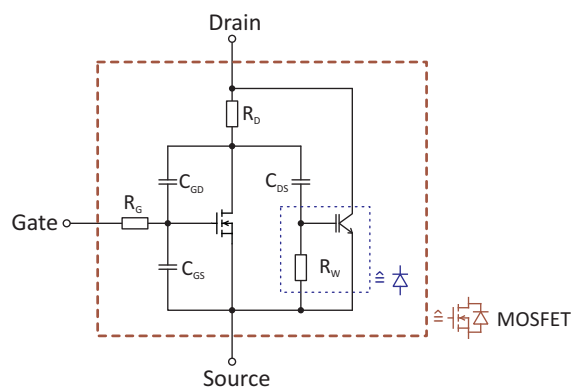 Drain
R_D
C_GD
C_DS
R_G
Gate
R_W
C_GS
≙
≙ MOSFET
Source